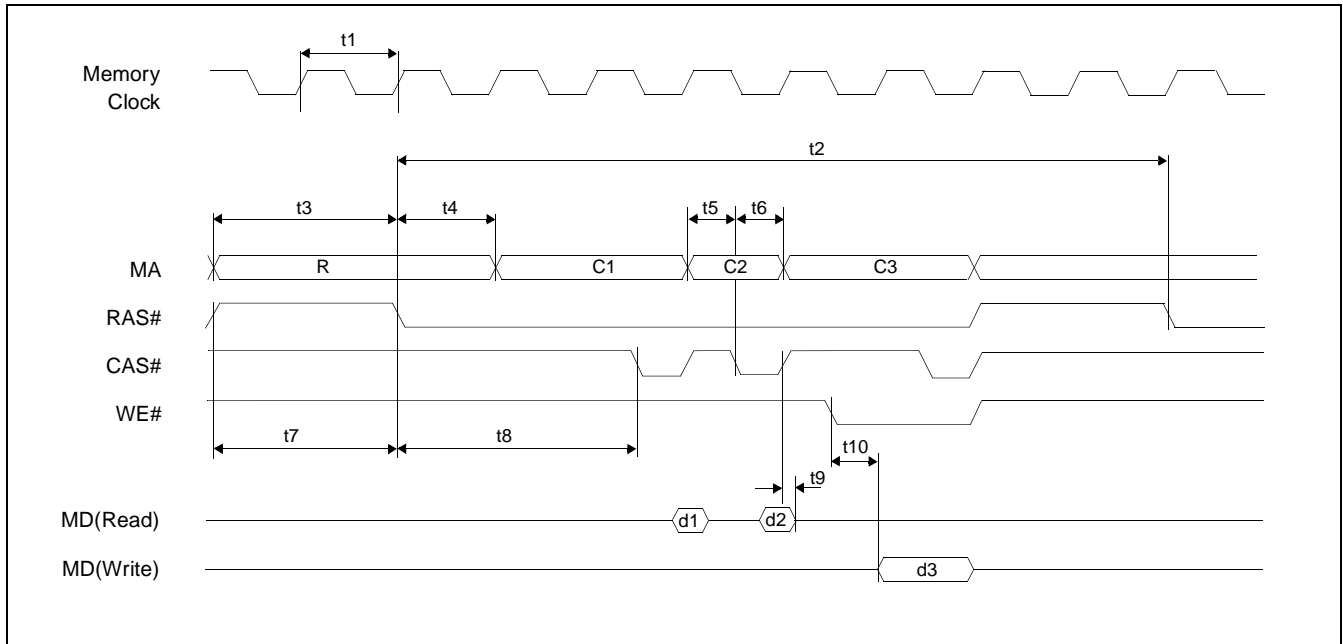 t1
Memory
Clock
t2
t3 t4 t5 t6
MA R C1 C2 C3
RAS#
CAS#
WE#
t7 t8 t10
t9
MD(Read) d1 d2
MD(Write) d3